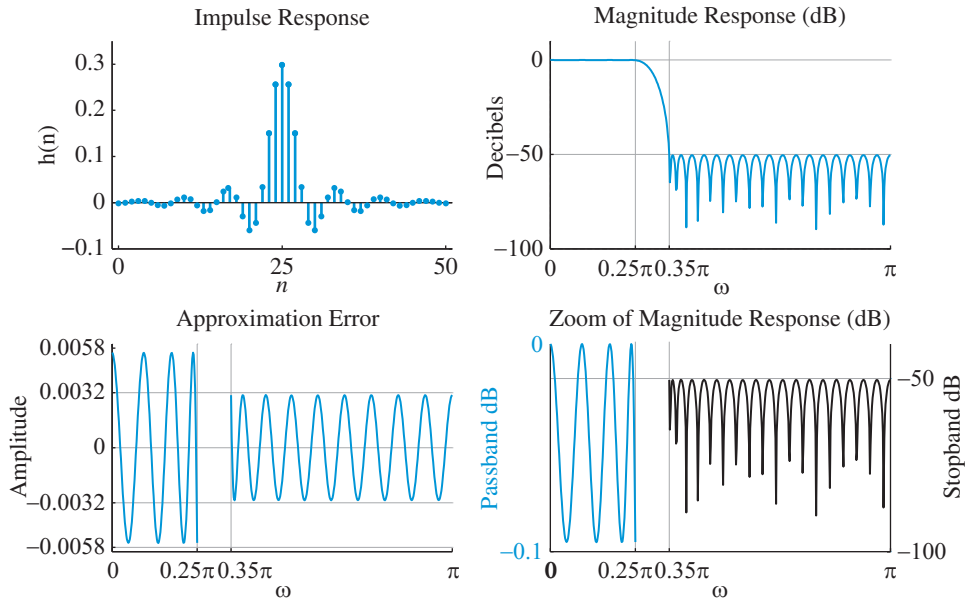 Impulse Response
h(n)
0.3
0.2
0.1
0
−0.1
0
25
50
n
Magnitude Response (dB)
Decibels
0
−50
−100
0.25π
0.35π
π
ω
Approximation Error
Amplitude
0.0058
0.0032
0
−0.0032
−0.0058
0
0.25π
0.35π
π
ω
Zoom of Magnitude Response (dB)
Passband dB
0
−0.1
Stopband dB
−50
−100
0
0.25π
0.35π
π
ω